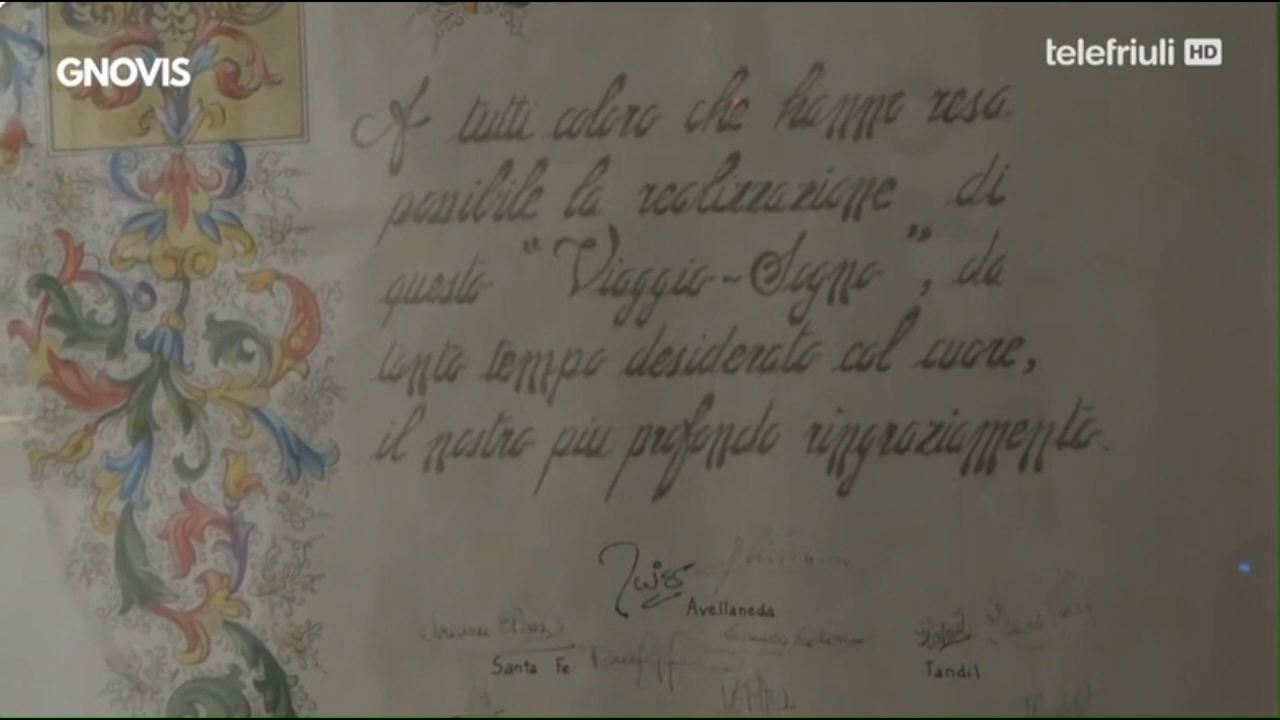 GNOVIS
telefriuli HD
A tutti coloro che hanno reso
possibile la realizzazione di
questo "Viaggio-Sogno", da
tanto tempo desiderato col cuore,
il nostro più profondo ringraziamento.
Avellaneda
Santa Fe
Tandil